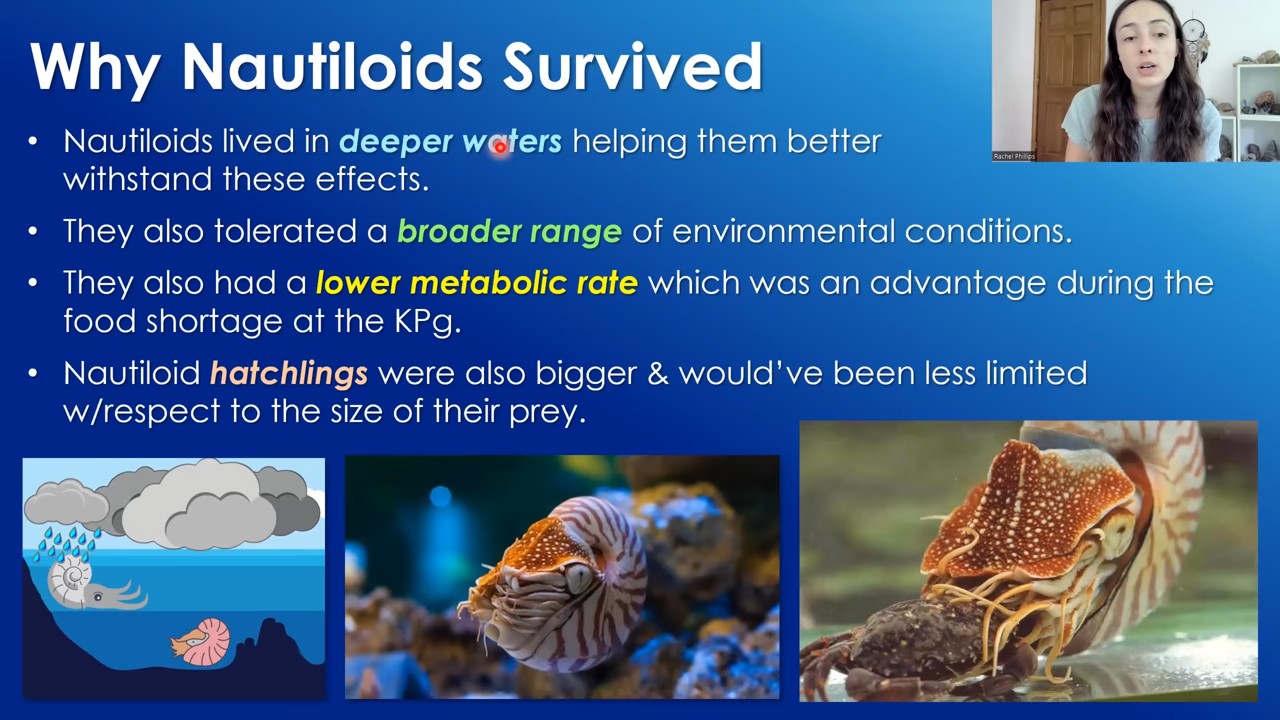 Why Nautiloids Survived
• Nautiloids lived in deeper waters helping them better
withstand these effects.
• They also tolerated a broader range of environmental conditions.
• They also had a lower metabolic rate which was an advantage during the
food shortage at the KPg.
• Nautiloid hatchlings were also bigger & would've been less limited
w/respect to the size of their prey.
Rachel Phillips